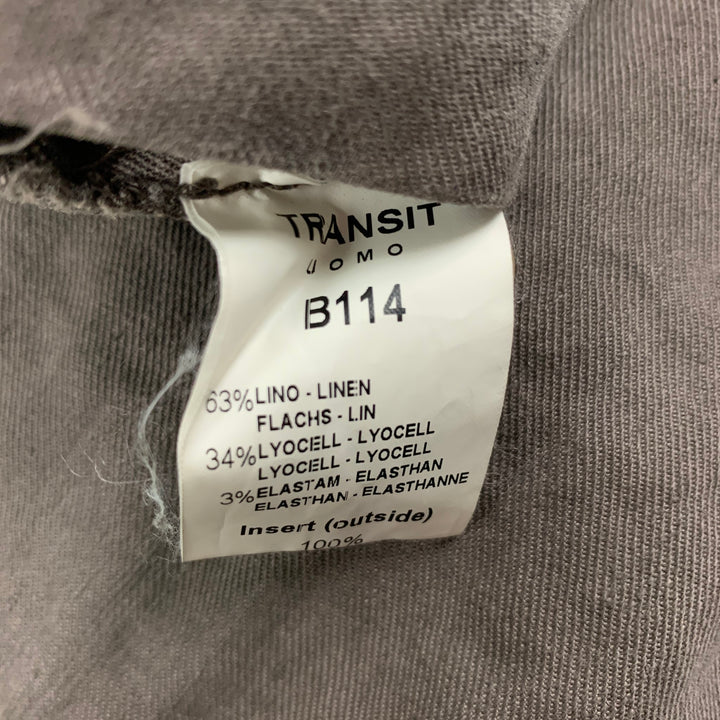 TRANSIT
UOMO
B114
63% LINO - LINEN
FLACHS - LIN
34% LYOCELL - LYOCELL
LYOCELL - LYOCELL
3% ELASTAM - ELASTHAN
ELASTHAN - ELASTHANNE
Insert (outside)
100%